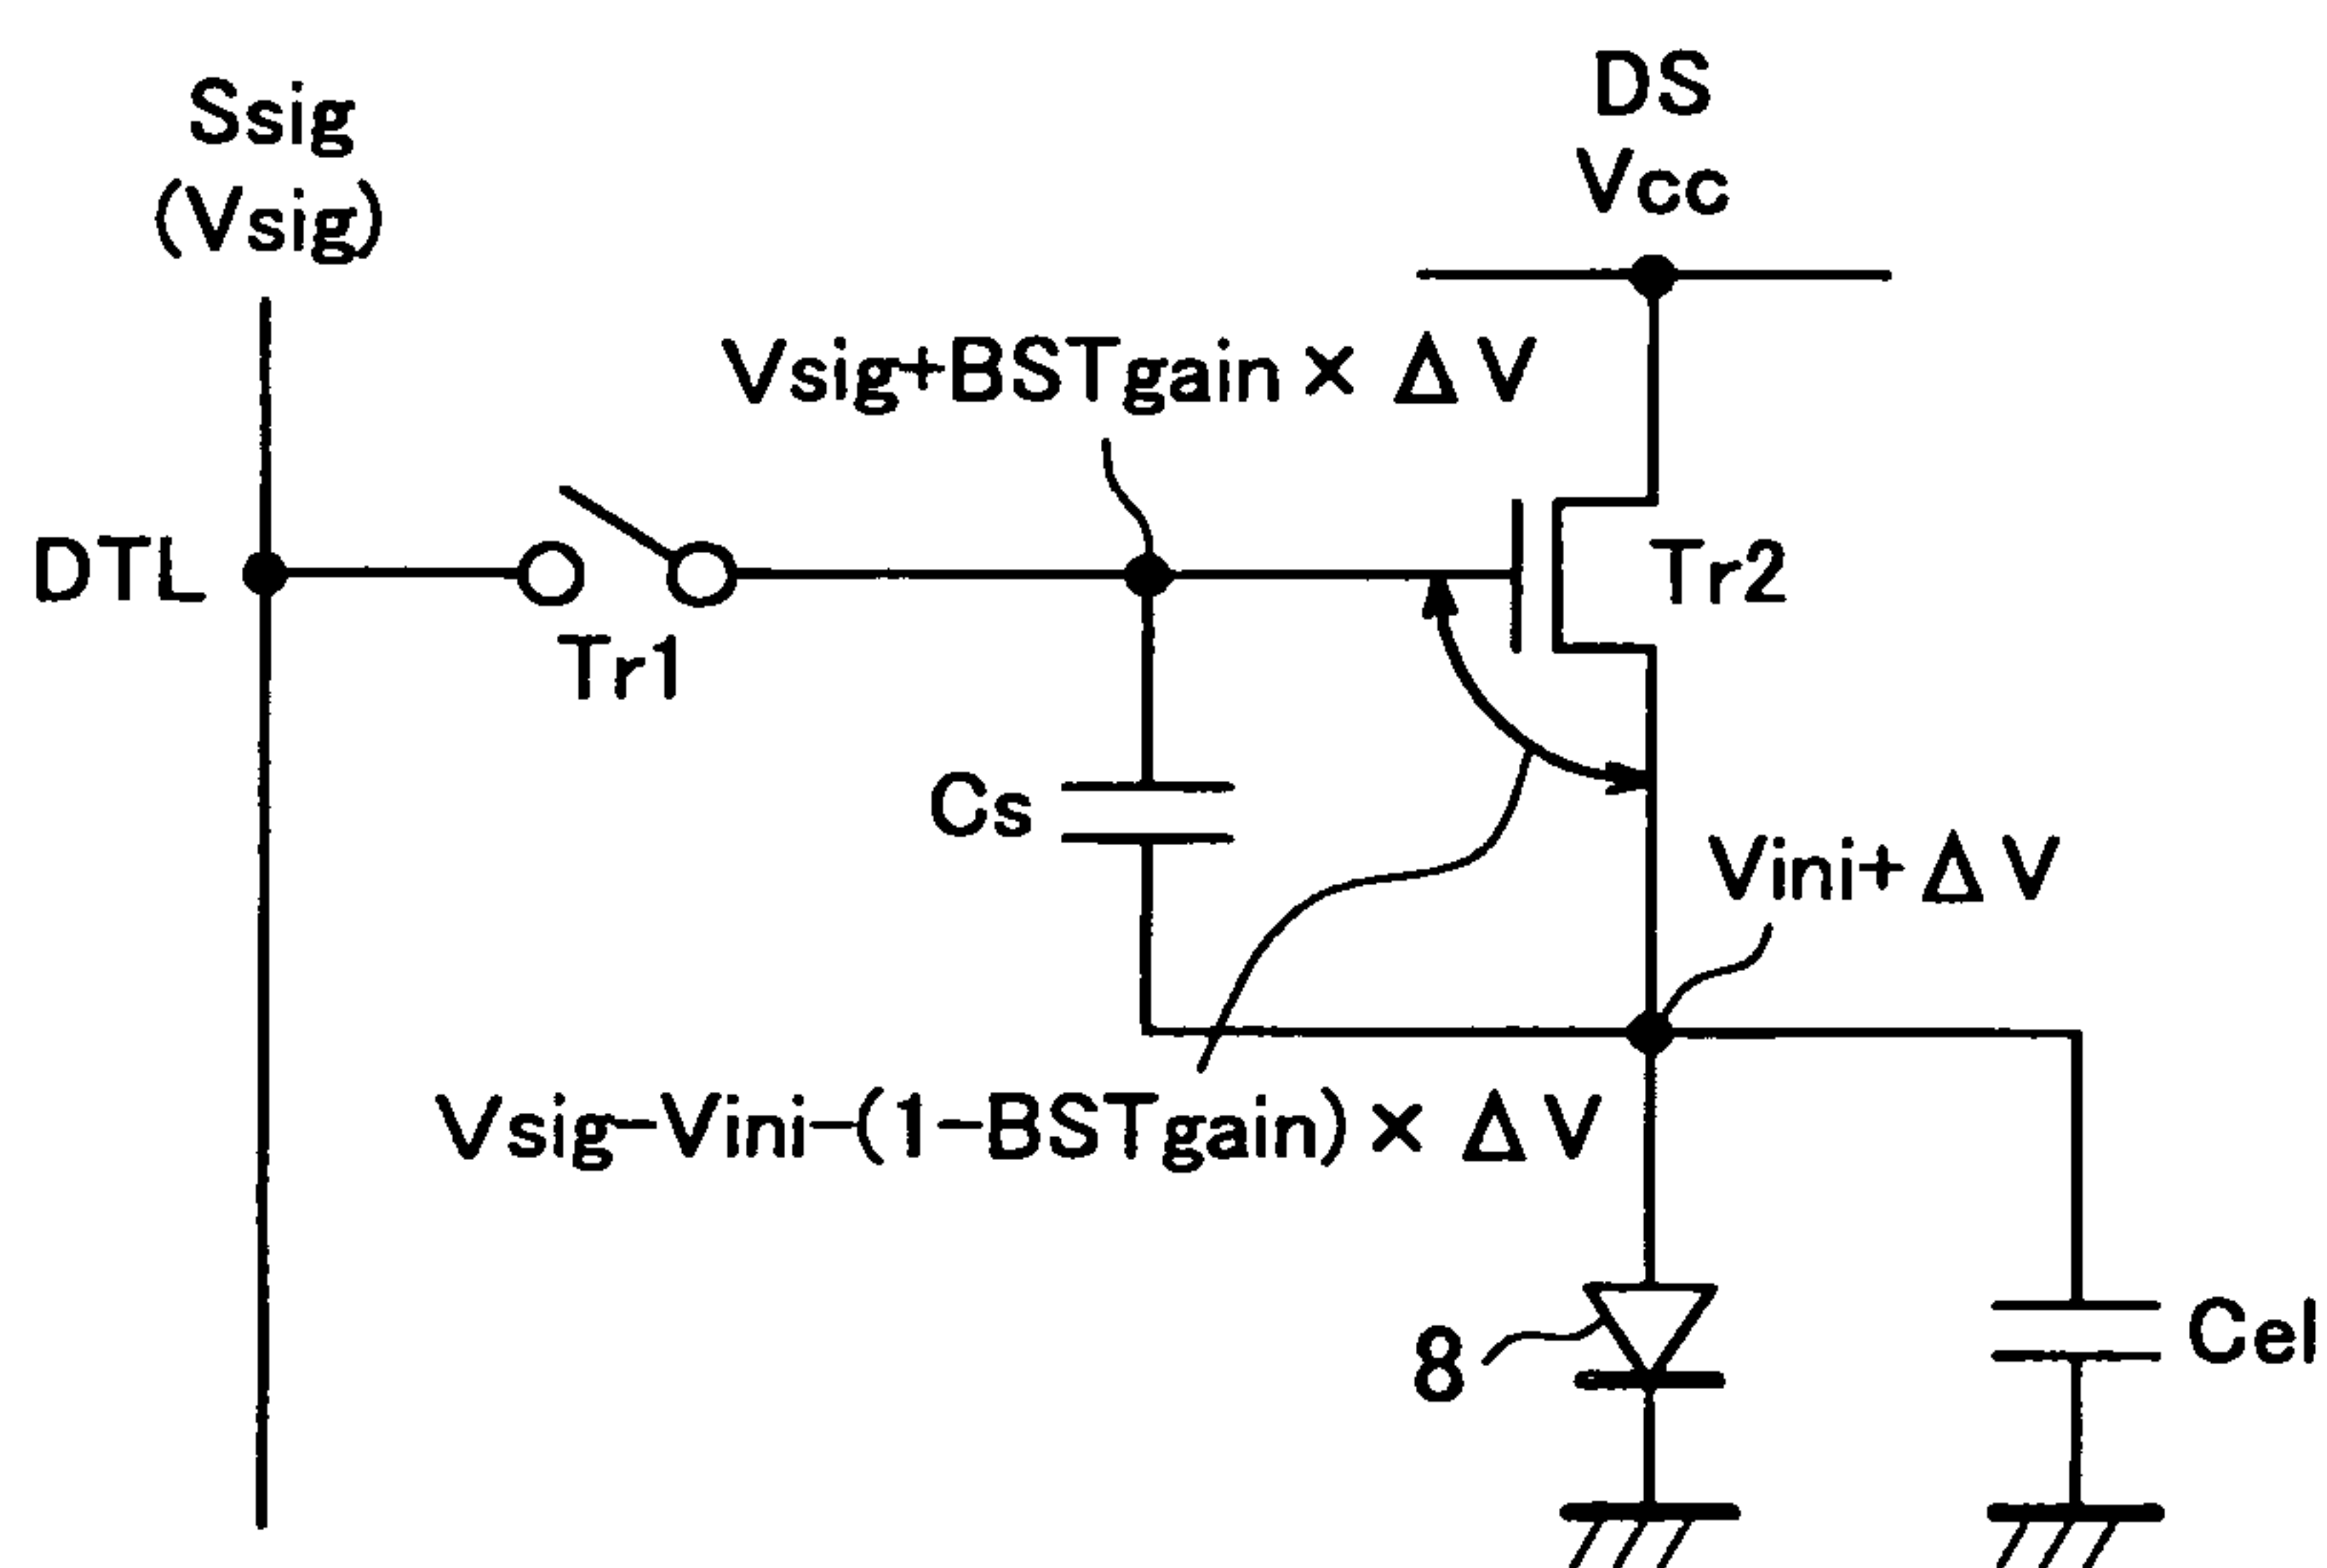 Ssig
(Vsig)
DS
Vcc
Vsig+BSTgain× ΔV
DTL
Tr1
Tr2
Cs
Vini+ΔV
Vsig-Vini-(1-BSTgain)× ΔV
8
Cel